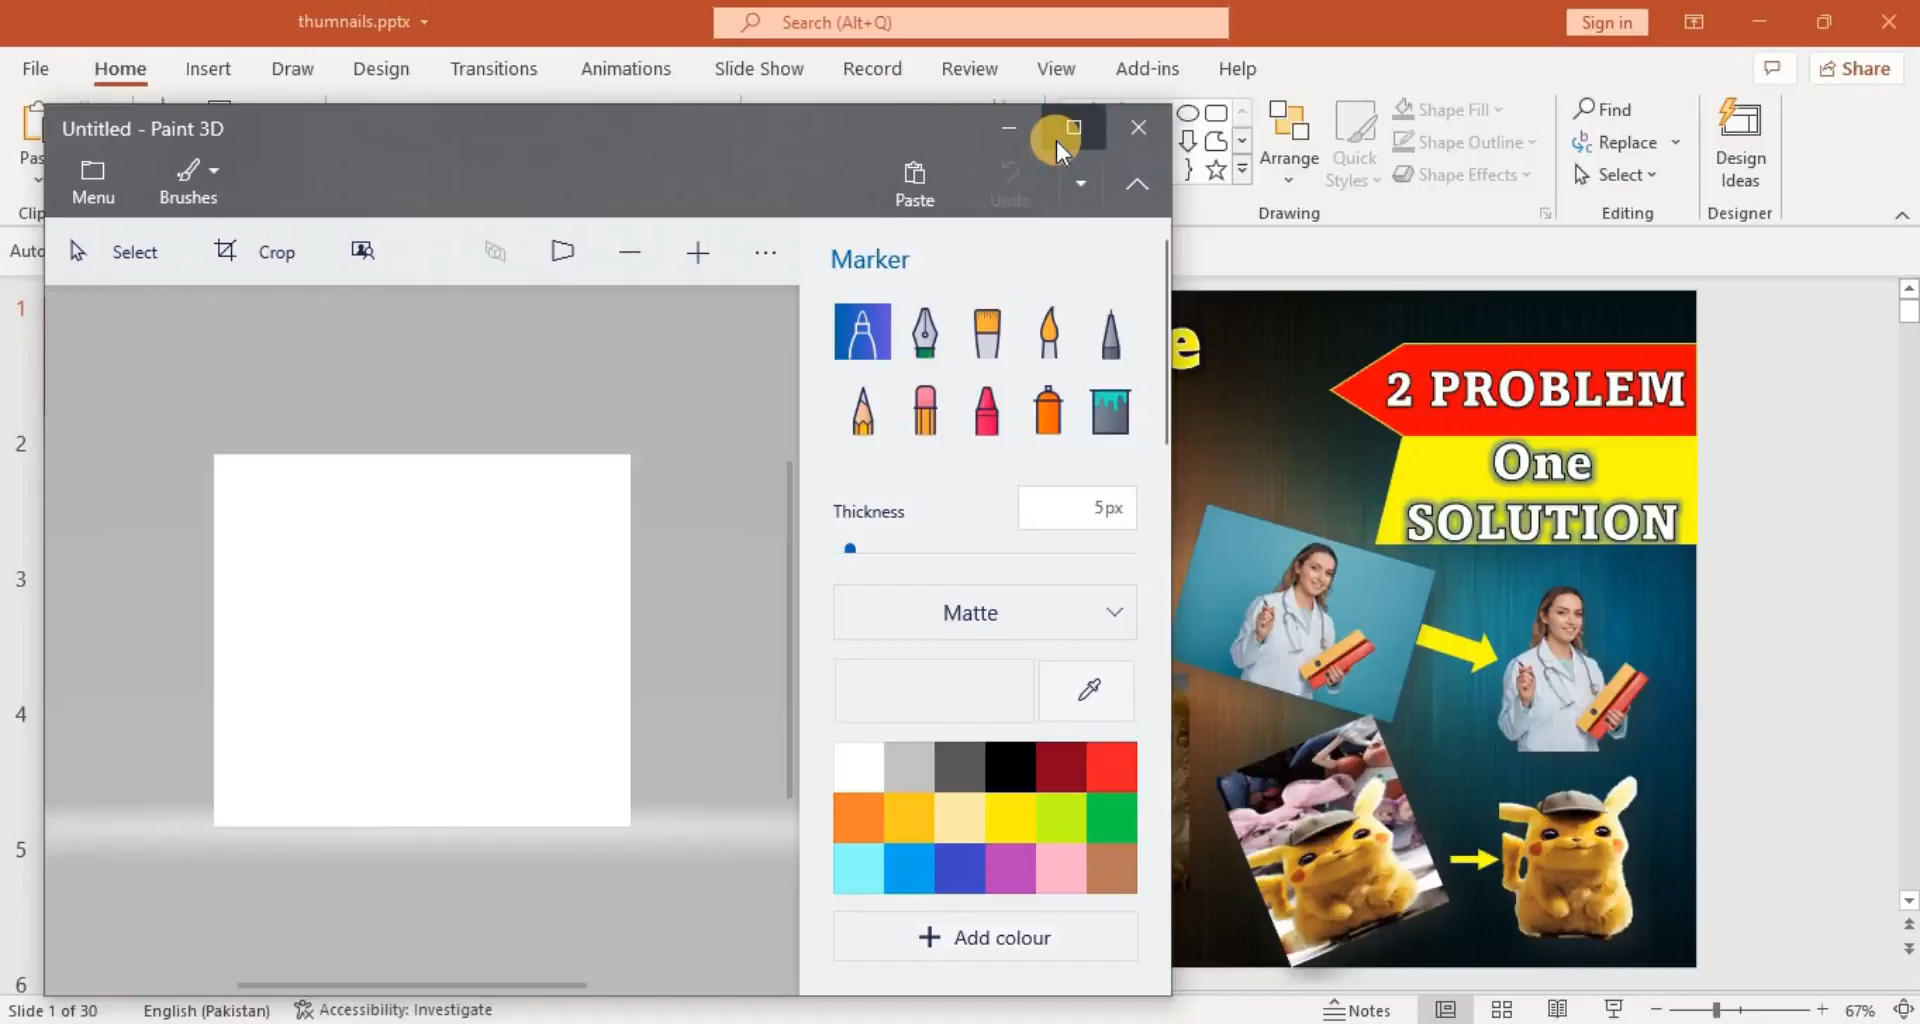 thumnails.pptx
Search (Alt+Q)
Sign in
File Home Insert Draw Design Transitions Animations Slide Show Record Review View Add-ins Help
Share
Untitled - Paint 3D
Menu
Brushes
Paste
Undo
Select
Crop
Marker
Thickness
5px
Matte
Add colour
Arrange
Quick
Styles
Shape Fill
Shape Outline
Shape Effects
Drawing
Find
Replace
Select
Editing
Design
Ideas
Designer
Pas
Clip
Auto
1
2
3
4
5
6
e
2 PROBLEM
One
SOLUTION
Slide 1 of 30
English (Pakistan)
Accessibility: Investigate
Notes
67%